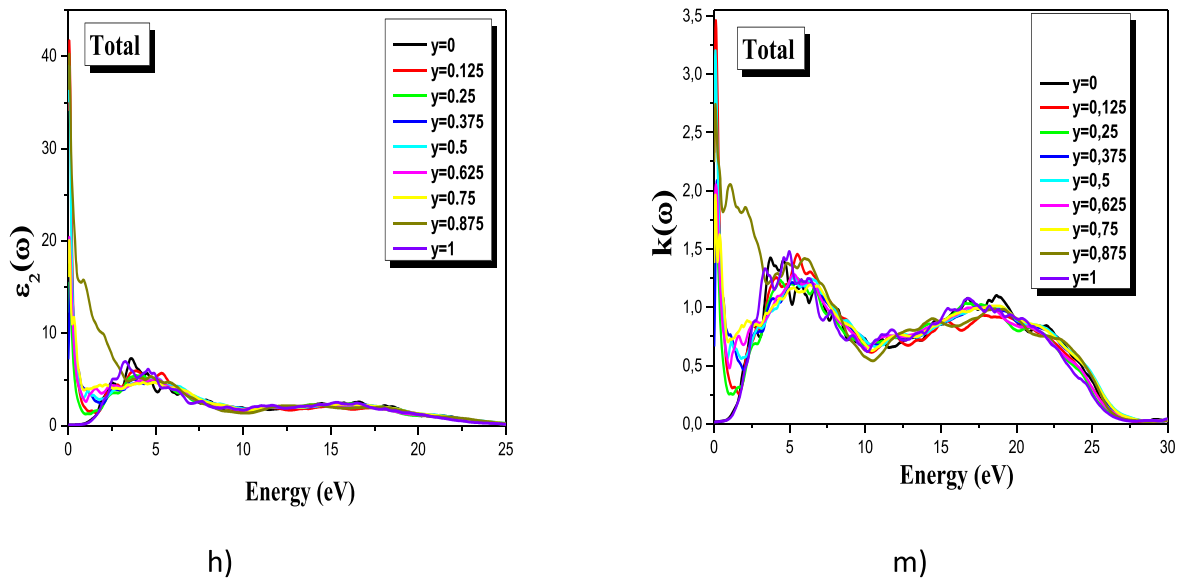 Total
y=0
y=0.125
y=0.25
y=0.375
y=0.5
y=0.625
y=0.75
y=0.875
y=1
40
30
20
10
0
0 5 10 15 20 25
ε2(ω)
Energy (eV)
h)
Total
y=0
y=0,125
y=0,25
y=0,375
y=0,5
y=0,625
y=0,75
y=0,875
y=1
3,5
3,0
2,5
2,0
1,5
1,0
0,5
0,0
0 5 10 15 20 25 30
k(ω)
Energy (eV)
m)